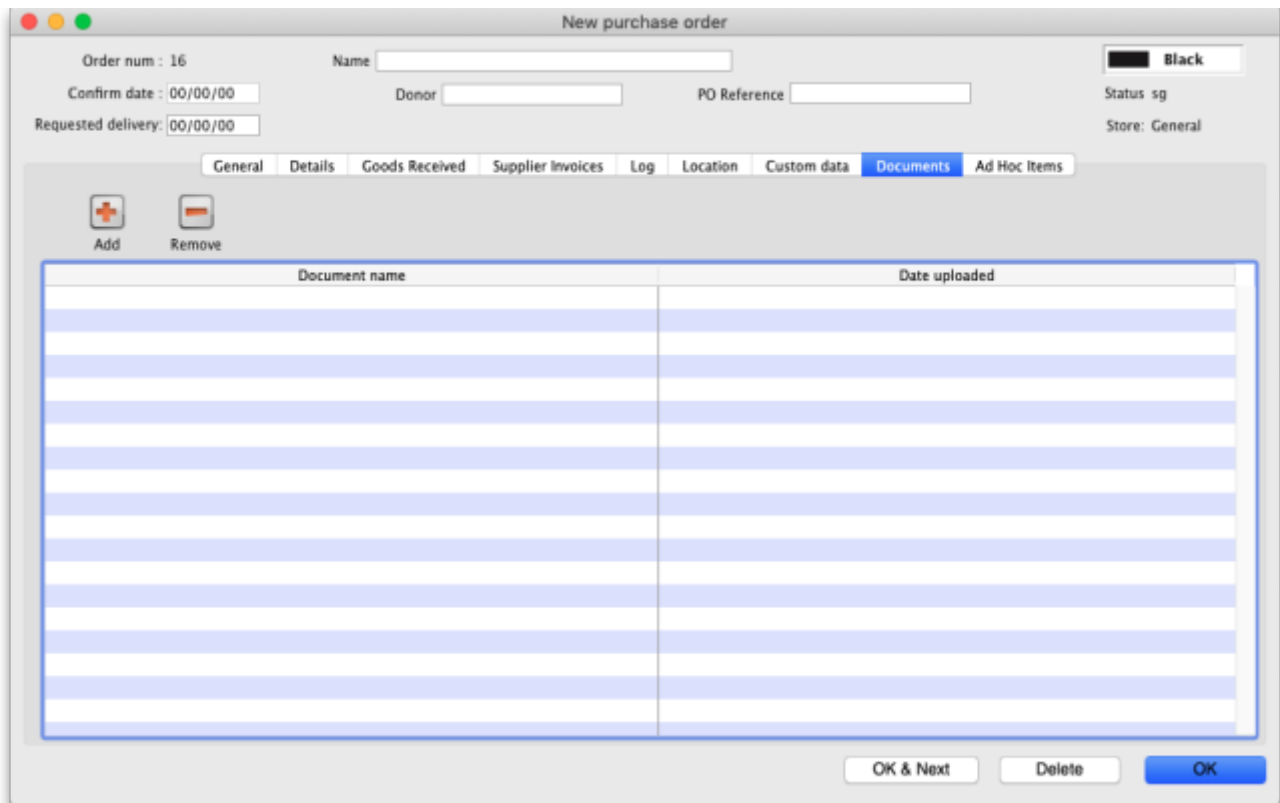 New purchase order
Order num : 16 Name Black
Confirm date : 00/00/00 Donor PO Reference Status sg
Requested delivery: 00/00/00 Store: General
General Details Goods Received Supplier Invoices Log Location Custom data Documents Ad Hoc Items
Add Remove
Document name Date uploaded
OK & Next Delete OK